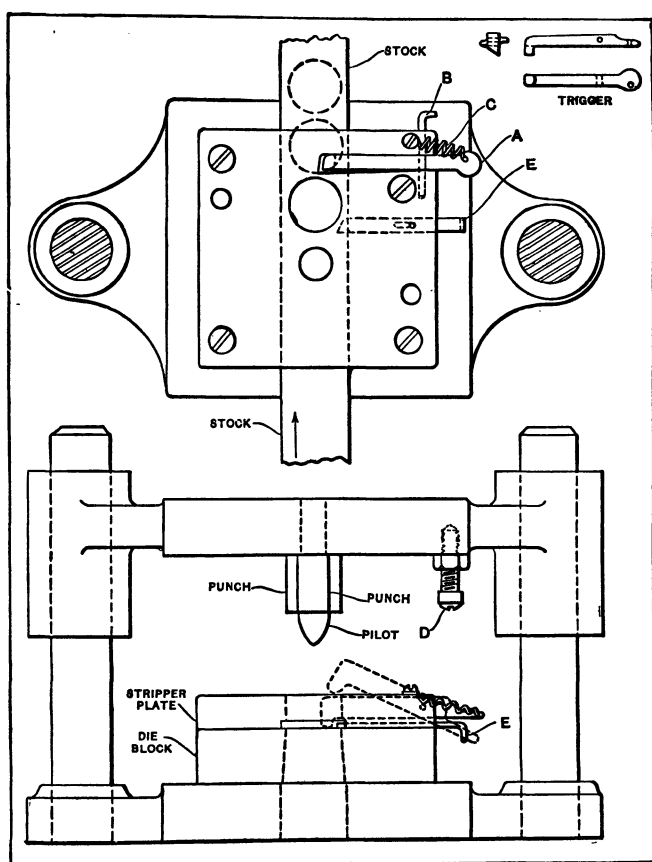 STOCK
B
C
TRIGGER
A
E
STOCK
PUNCH
PUNCH
PILOT
D
STRIPPER
PLATE
DIE
BLOCK
E